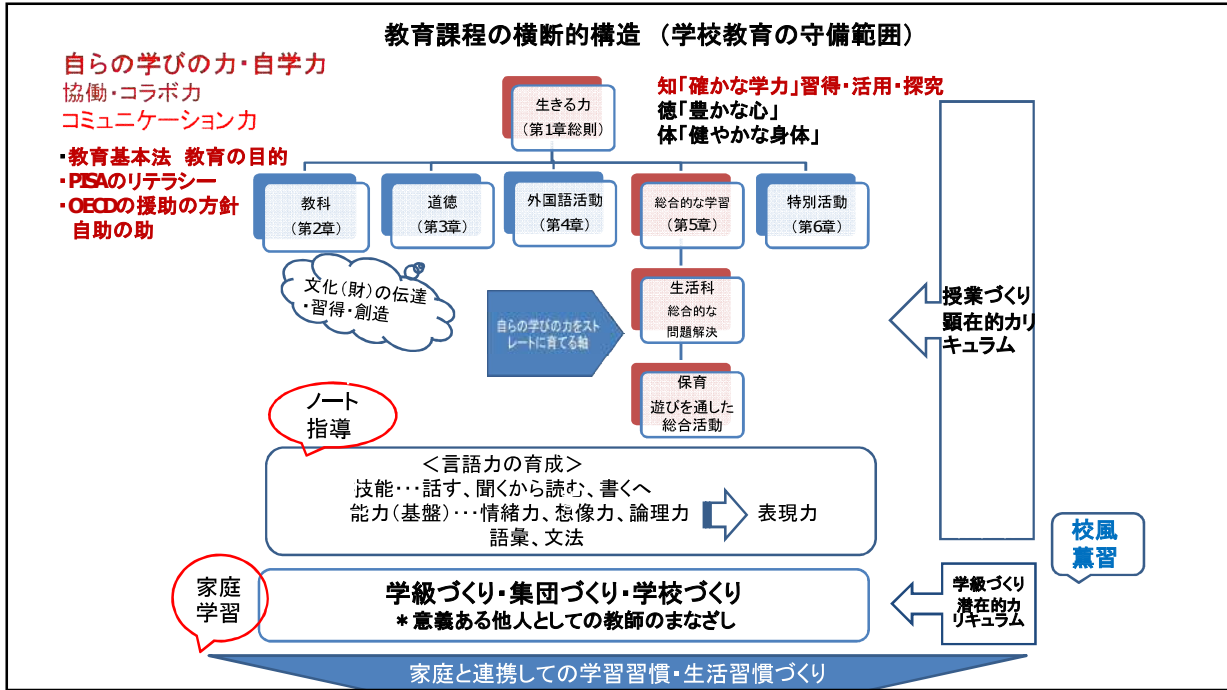 教育課程の横断的構造 （学校教育の守備範囲）
自らの学びの力・自学力
協働・コラボ力
コミュニケーション力
・教育基本法 教育の目的
・PISAのリテラシー
・OECDの援助の方針
自助の助
知「確かな学力」習得・活用・探究
徳「豊かな心」
体「健やかな身体」
生きる力
（第1章総則）
教科
（第2章）
道徳
（第3章）
外国語活動
（第4章）
総合的な学習
（第5章）
特別活動
（第6章）
文化（財）の伝達
・習得・創造
自らの学びの力をスト
レートに育てる軸
生活科
総合的な
問題解決
保育
遊びを通した
総合活動
授業づくり
顕在的カリ
キュラム
ノート
指導
＜言語力の育成＞
技能・・・話す、聞くから読む、書くへ
能力（基盤）・・・情緒力、想像力、論理力
語彙、文法
表現力
校風
薫習
家庭
学習
学級づくり・集団づくり・学校づくり
＊意義ある他人としての教師のまなざし
学級づくり
潜在的カ
リキュラム
家庭と連携しての学習習慣・生活習慣づくり